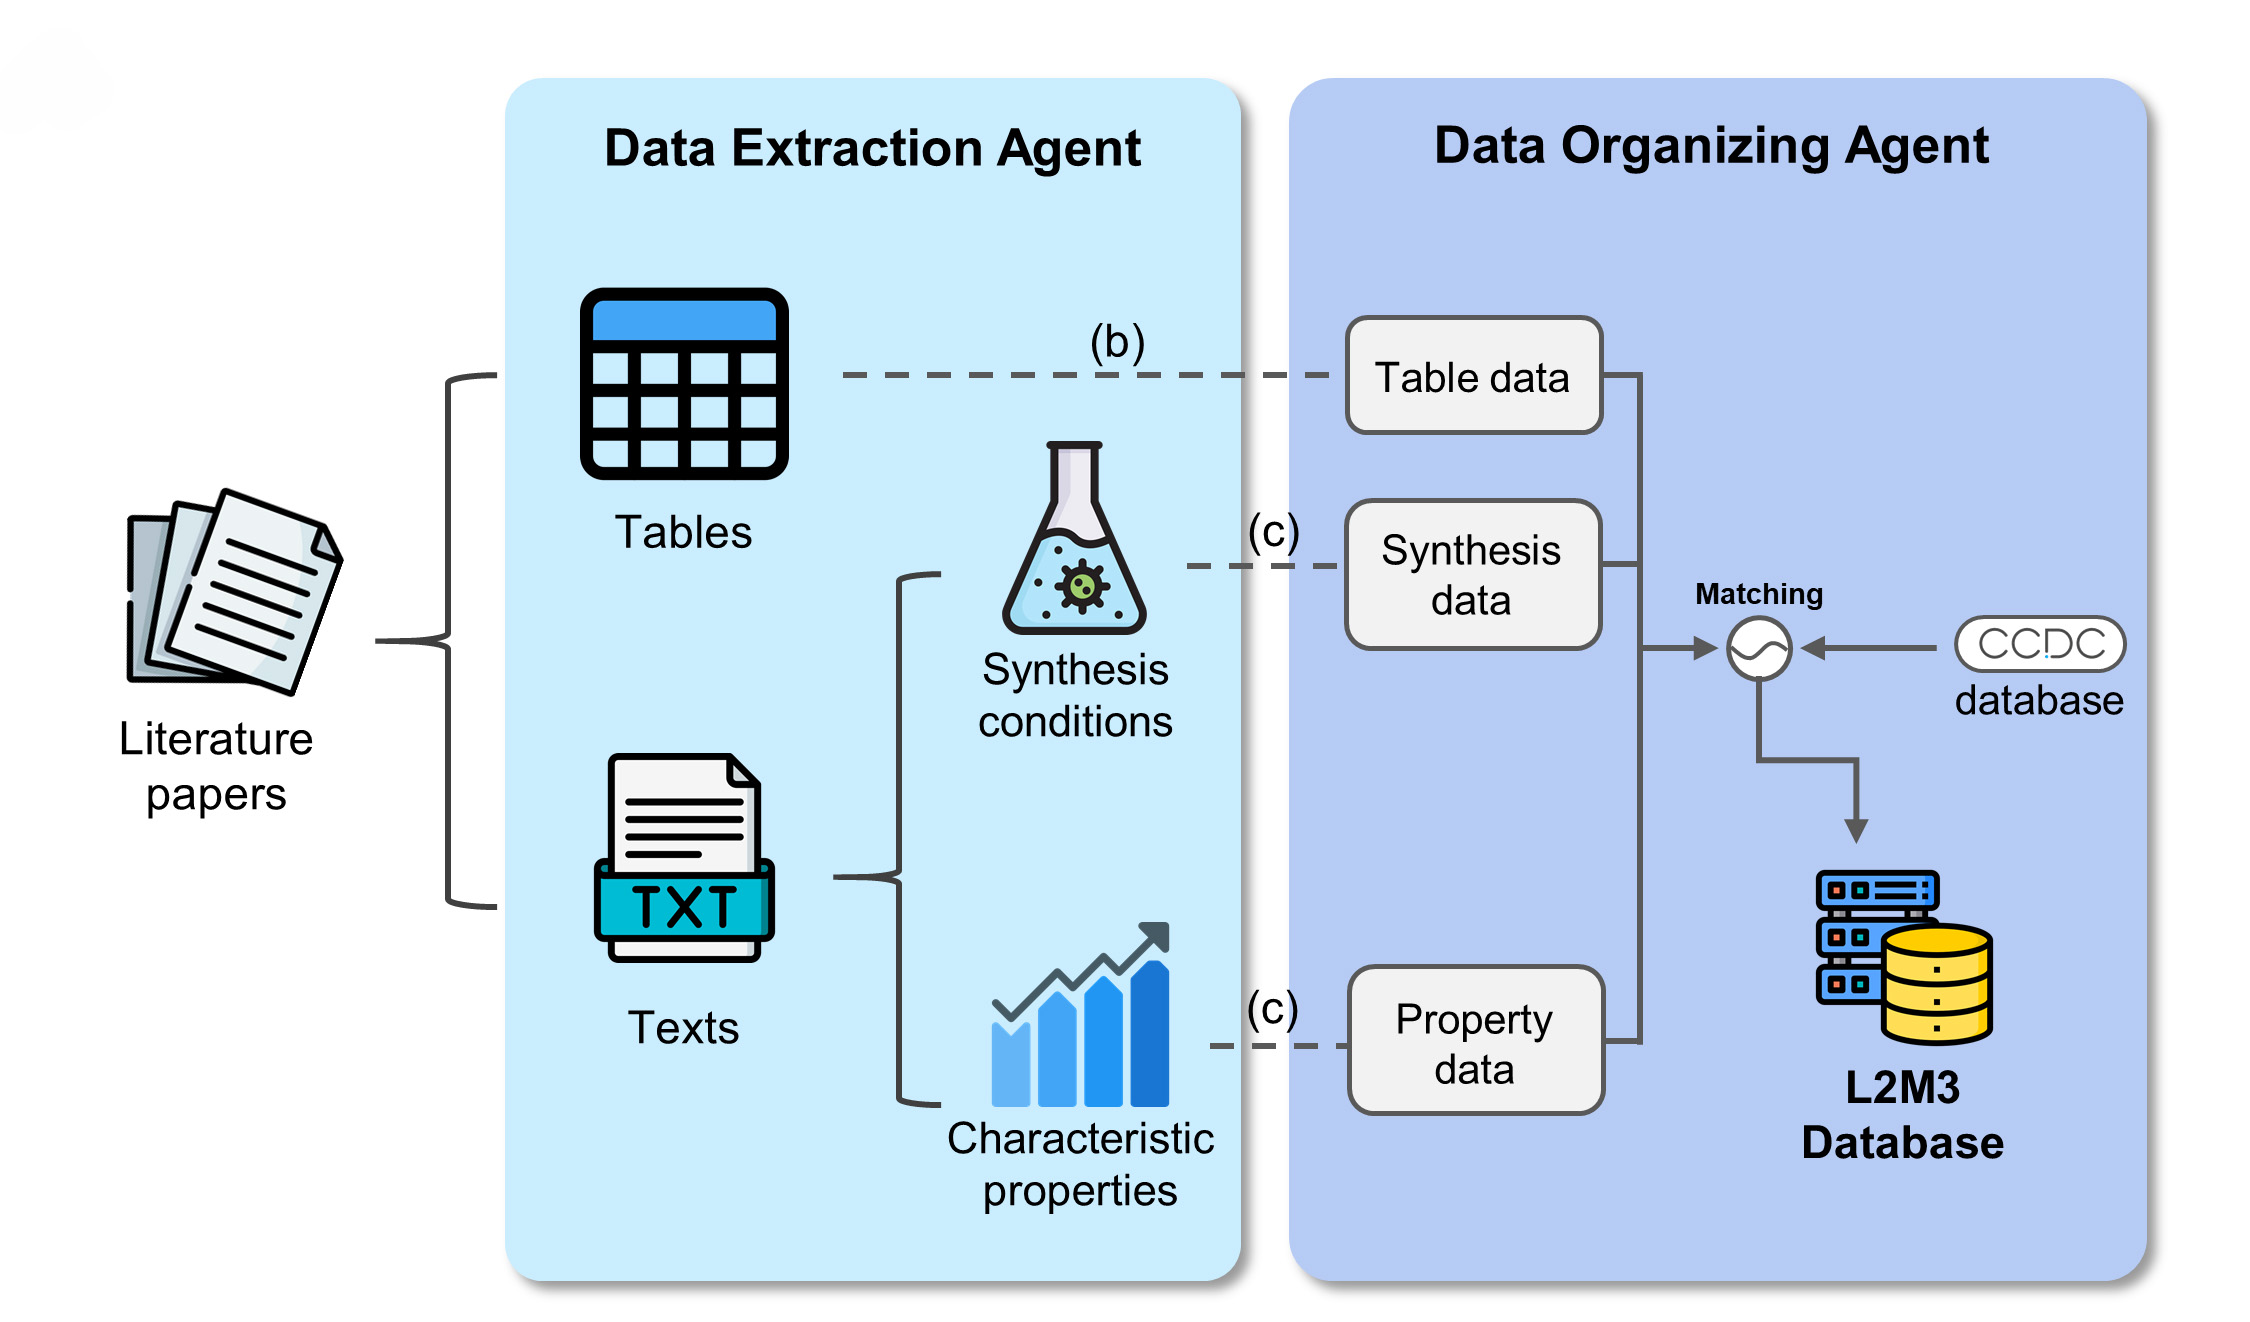 Data Extraction Agent
Data Organizing Agent
Literature
papers
Tables
(b)
Table data
Synthesis
conditions
(c)
Synthesis
data
Matching
CCDC
database
TXT
Texts
Characteristic
properties
(c)
Property
data
L2M3
Database